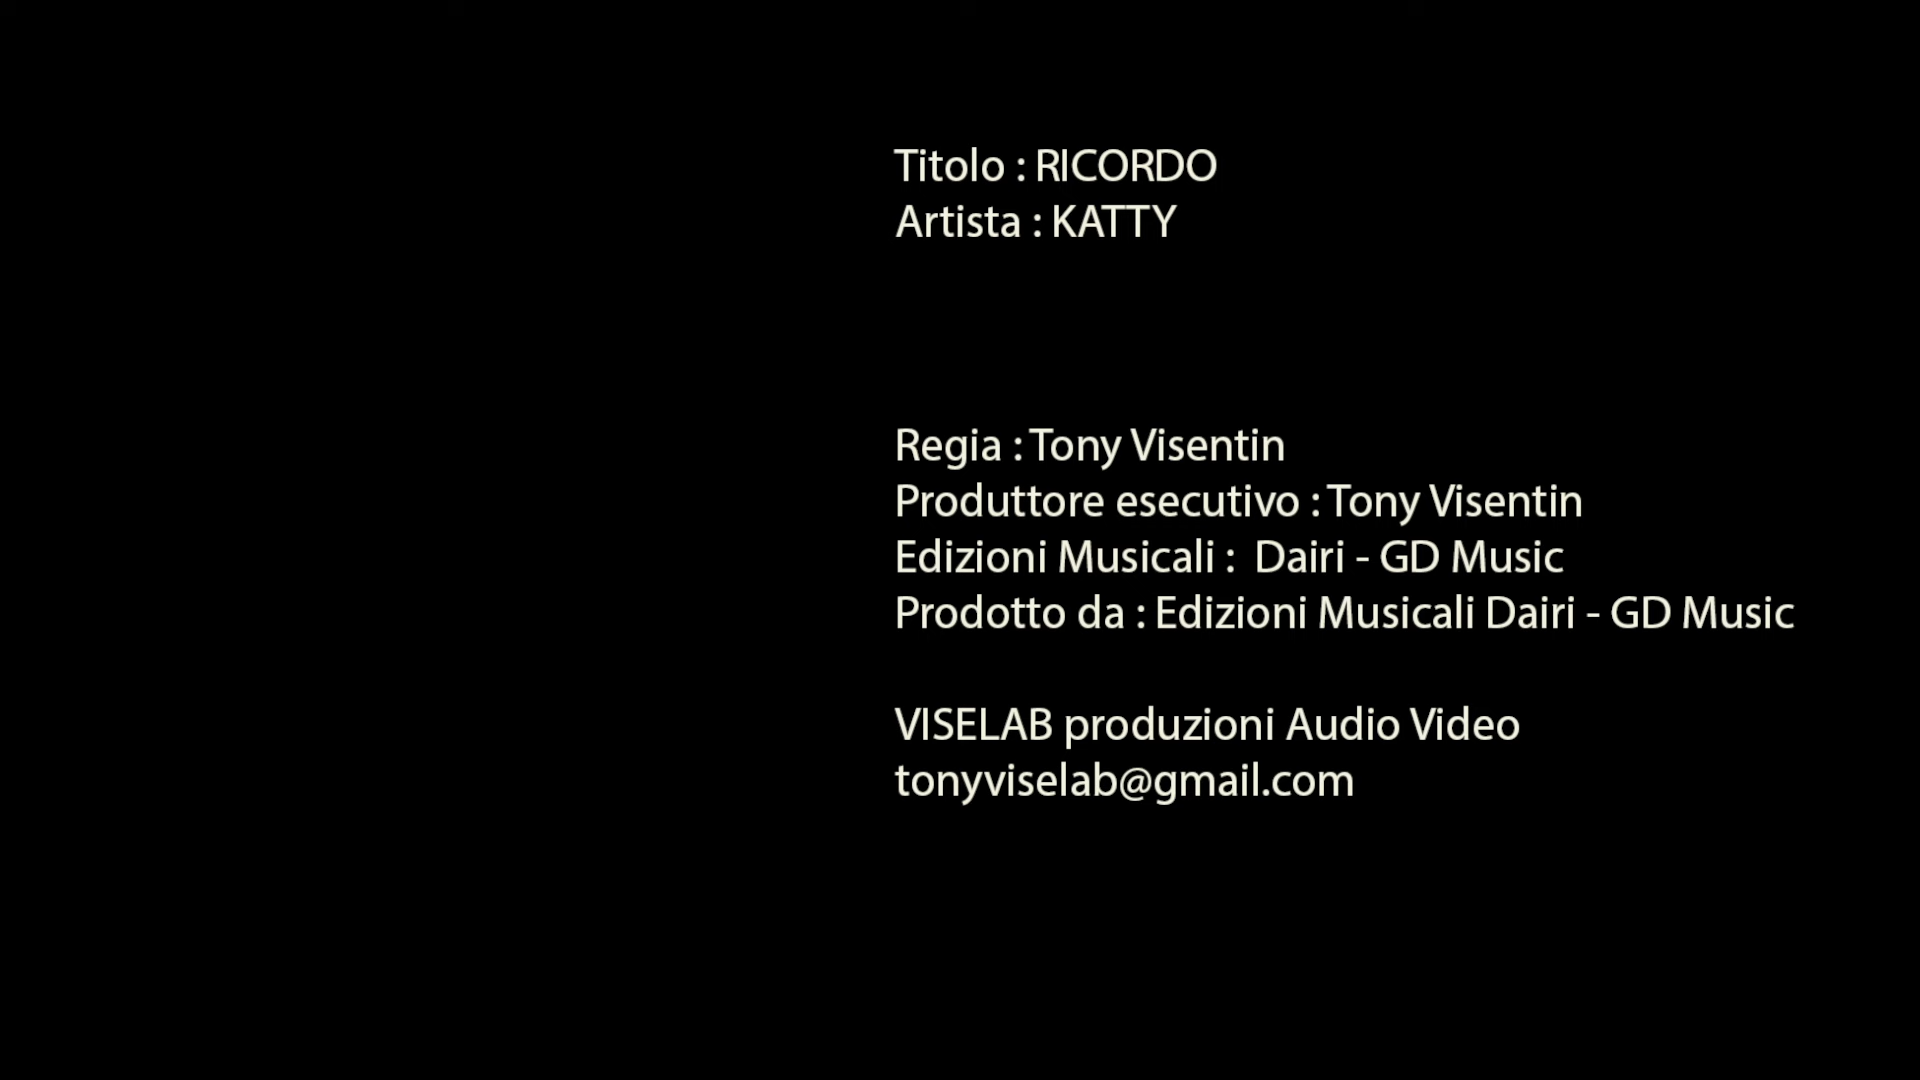 Titolo : RICORDO
Artista : KATTY
Regia : Tony Visentin
Produttore esecutivo : Tony Visentin
Edizioni Musicali :  Dairi - GD Music
Prodotto da : Edizioni Musicali Dairi - GD Music
VISELAB produzioni Audio Video
tonyviselab@gmail.com